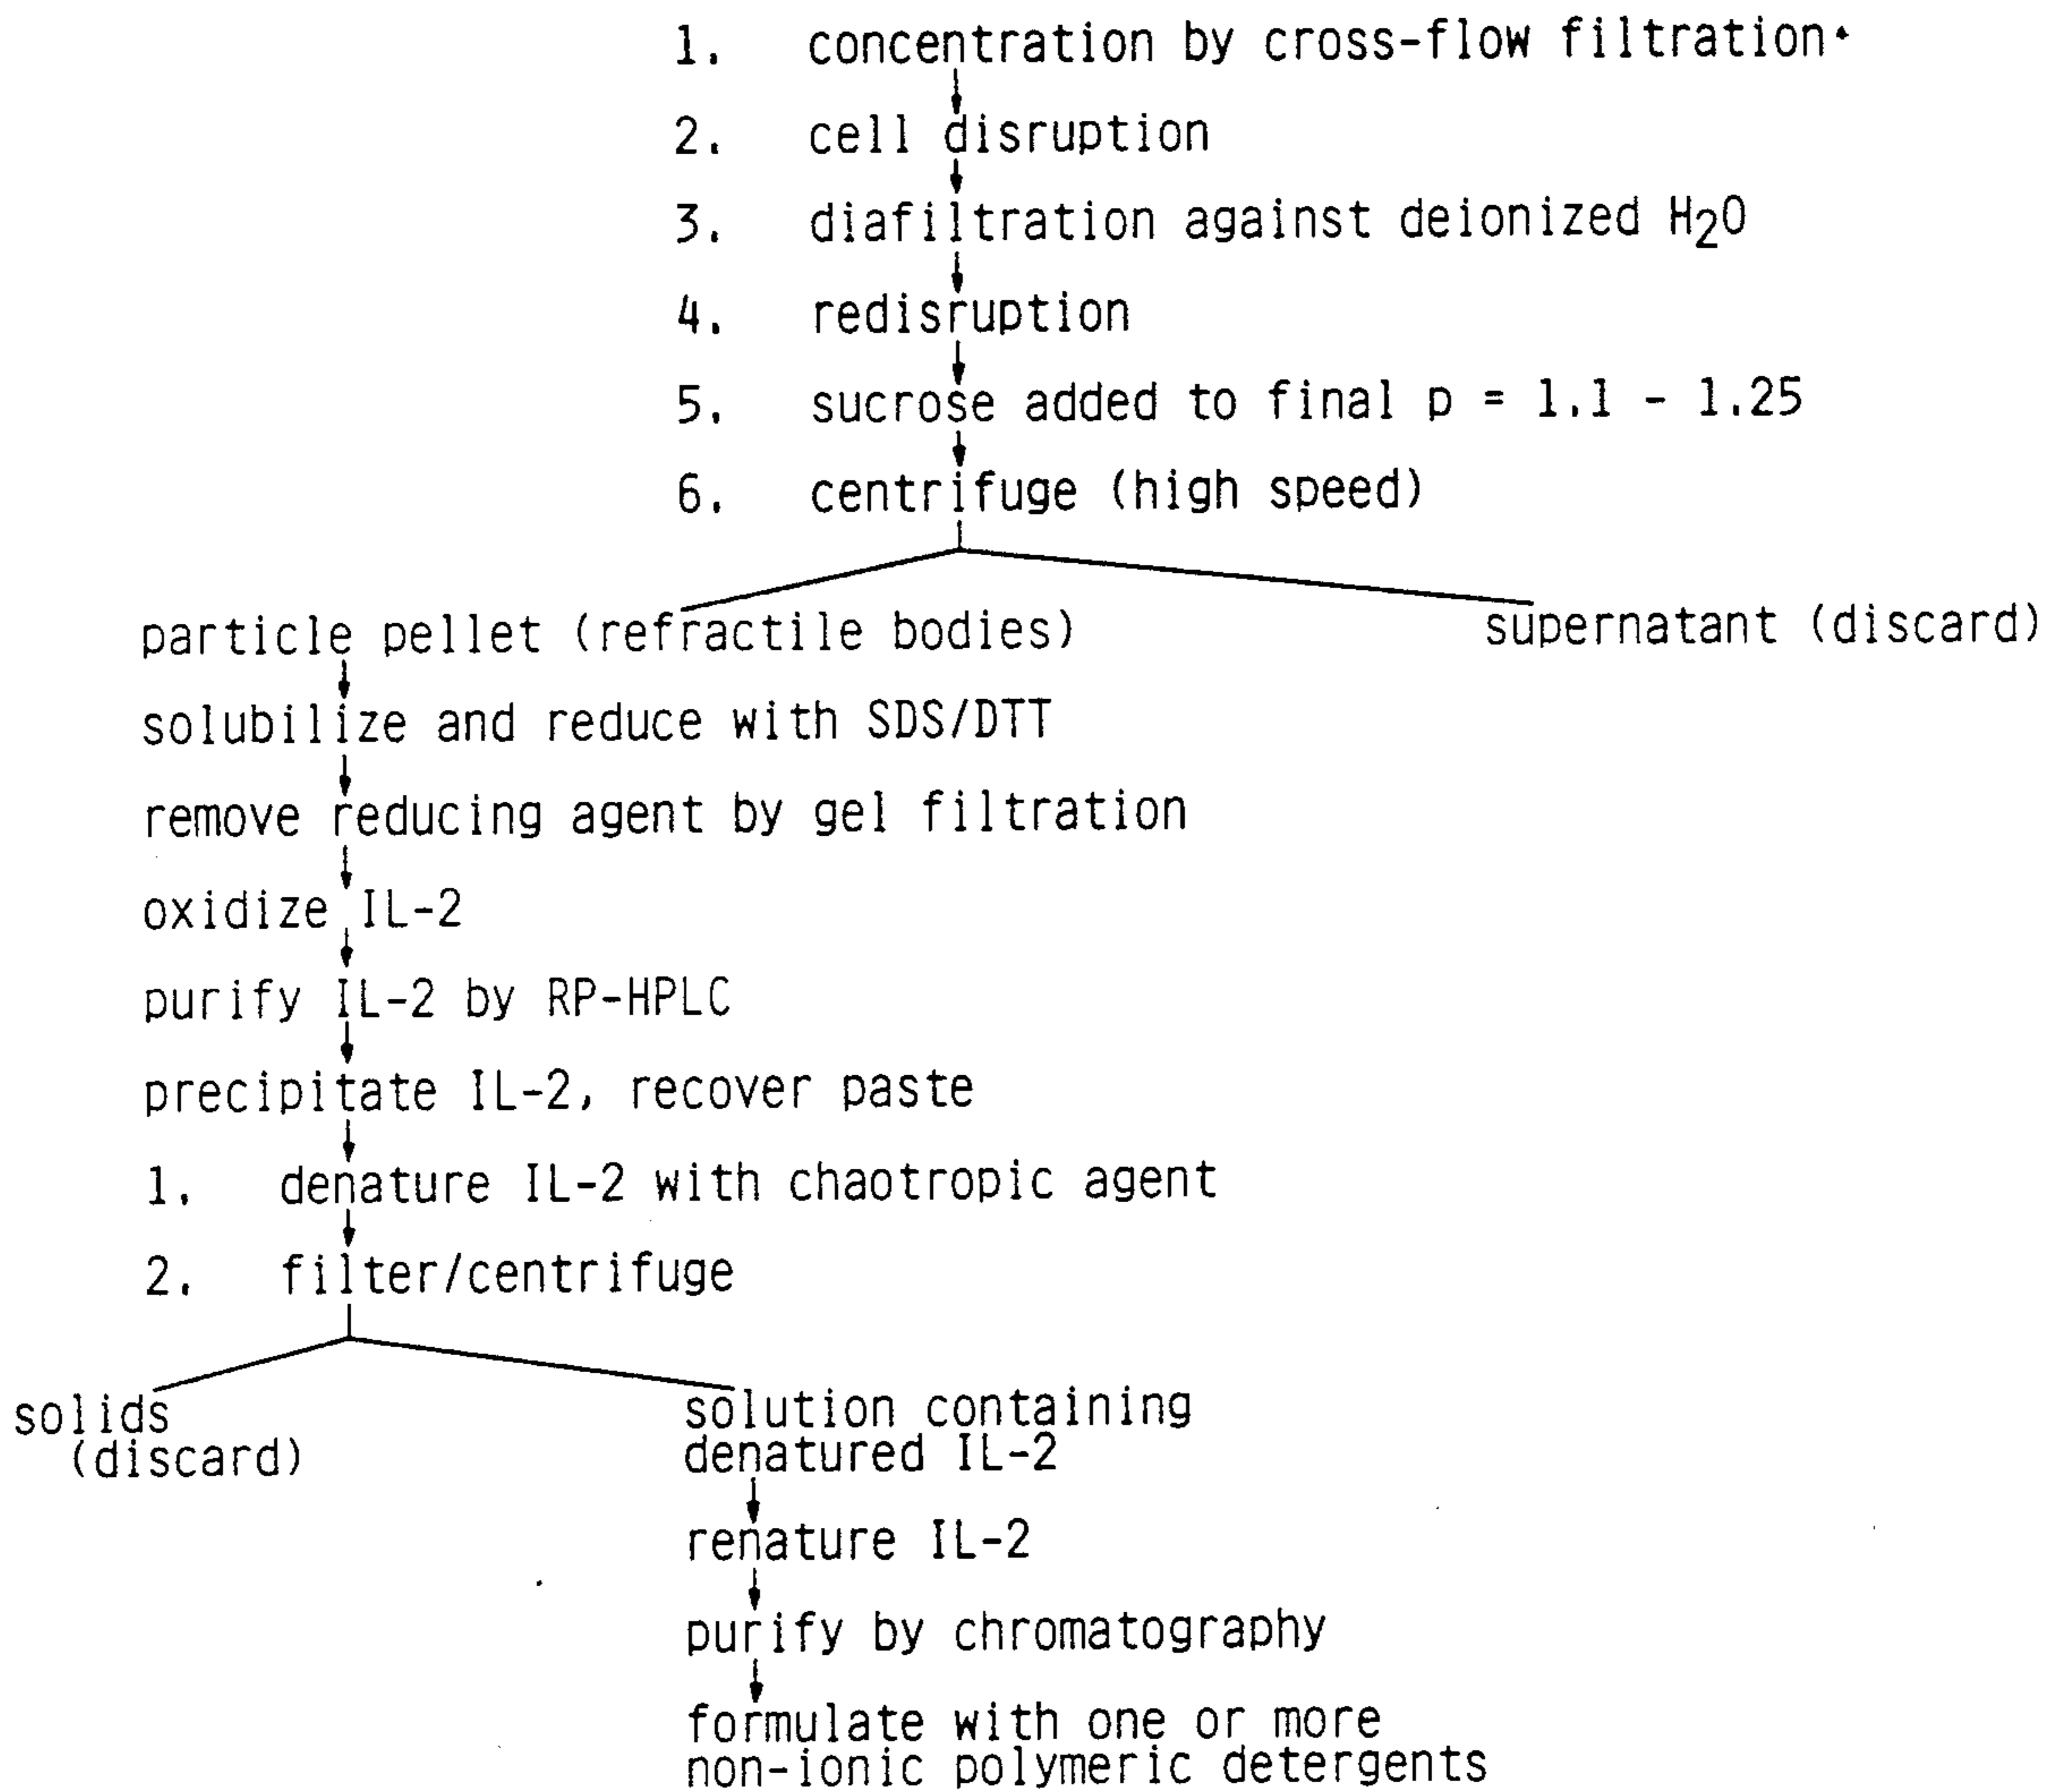 1. concentration by cross-flow filtration
2. cell disruption
3. diafiltration against deionized H2O
4. redisruption
5. sucrose added to final p = 1.1 - 1.25
6. centrifuge (high speed)
particle pellet (refractile bodies)
supernatant (discard)
solubilize and reduce with SDS/DTT
remove reducing agent by gel filtration
oxidize IL-2
purify IL-2 by RP-HPLC
precipitate IL-2, recover paste
1. denature IL-2 with chaotropic agent
2. filter/centrifuge
solids
(discard)
solution containing
denatured IL-2
renature IL-2
purify by chromatography
formulate with one or more
non-ionic polymeric detergents